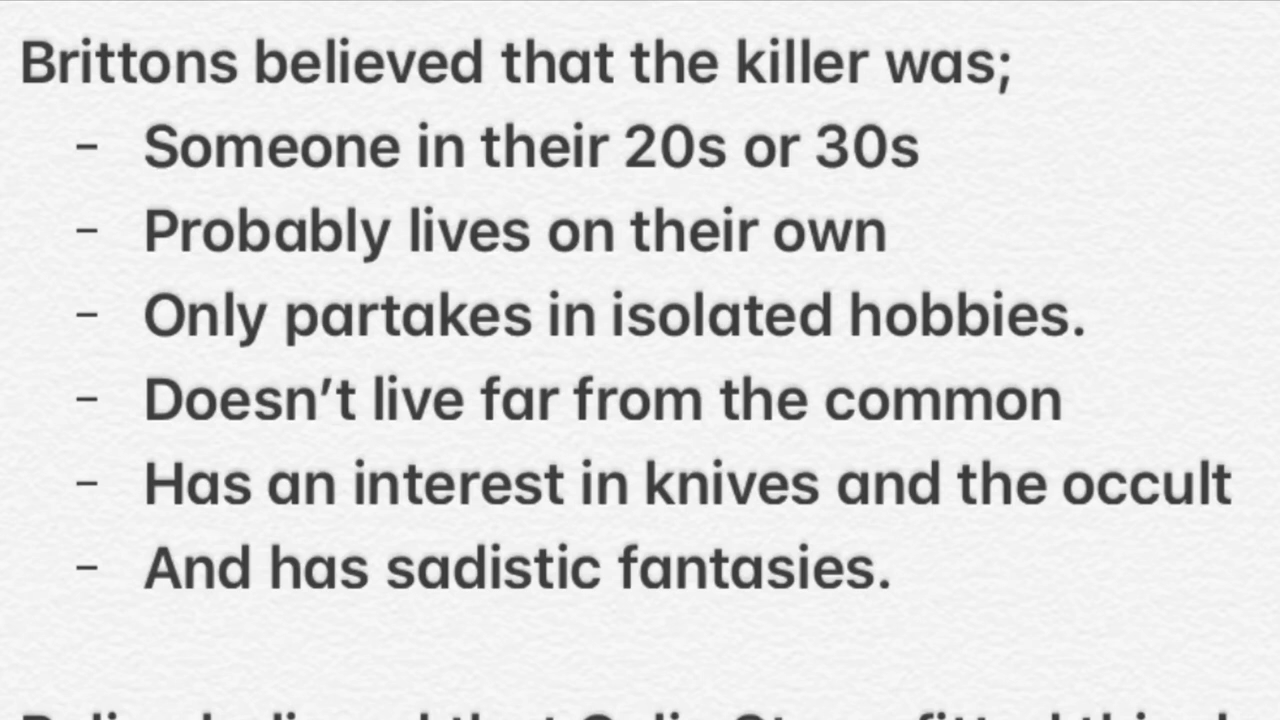 Brittons believed that the killer was;
- Someone in their 20s or 30s
- Probably lives on their own
- Only partakes in isolated hobbies.
- Doesn’t live far from the common
- Has an interest in knives and the occult
- And has sadistic fantasies.